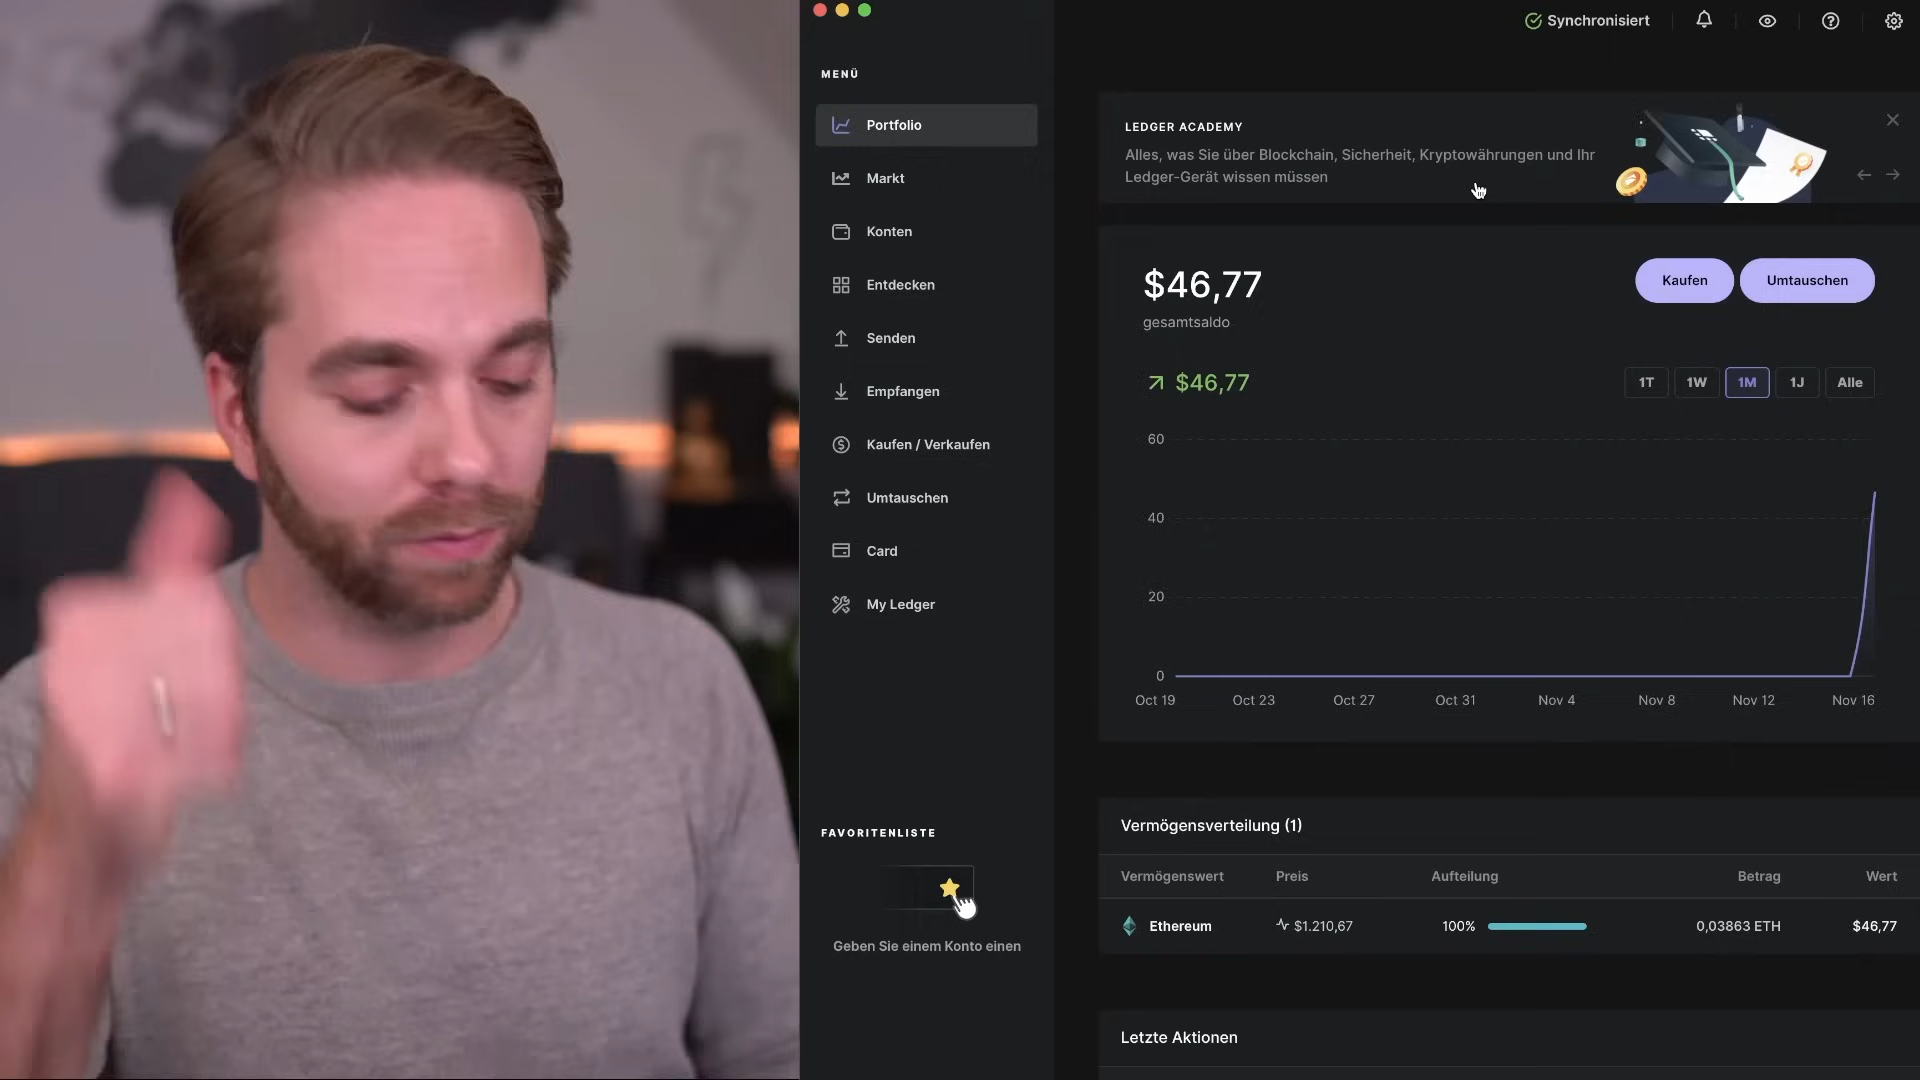 Synchronisiert
MENÜ
Portfolio
Markt
Konten
Entdecken
Senden
Empfangen
Kaufen / Verkaufen
Umtauschen
Card
My Ledger
FAVORITENLISTE
Geben Sie einem Konto einen
LEDGER ACADEMY
Alles, was Sie über Blockchain, Sicherheit, Kryptowährungen und Ihr
Ledger-Gerät wissen müssen
$46,77
gesamtsaldo
Kaufen
Umtauschen
$46,77
1T 1W 1M 1J Alle
60
40
20
0
Oct 19 Oct 23 Oct 27 Oct 31 Nov 4 Nov 8 Nov 12 Nov 16
Vermögensverteilung (1)
Vermögenswert Preis Aufteilung Betrag Wert
Ethereum $1.210,67 100% 0,03863 ETH $46,77
Letzte Aktionen